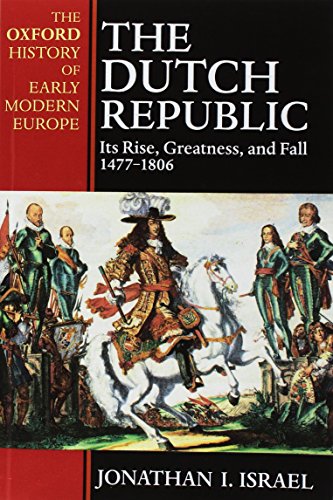 THE
OXFORD
HISTORY
OF
EARLY
MODERN
EUROPE
THE
DUTCH
REPUBLIC
Its Rise, Greatness, and Fall
1477–1806
JONATHAN I. ISRAEL